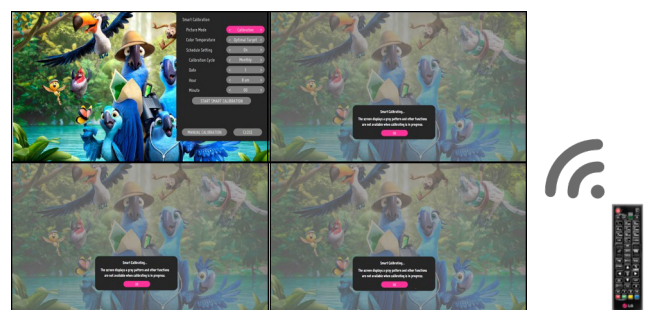 Smart Calibration
Picture Mode
Calibration
Color Temperature
Schedule Setting
On
Calibration Cycle
Monthly
Date
1
Hour
Minute
00
START SMART CALIBRATION
MANUAL CALIBRATION
CLOSE
Smart Calibrating...
The screen displays a gray pattern and other functions
are not available when calibrating is in progress.
OK
Smart Calibrating...
The screen displays a gray pattern and other functions
are not available when calibrating is in progress.
OK
Smart Calibrating...
The screen displays a gray pattern and other functions
are not available when calibrating is in progress.
OK
LG